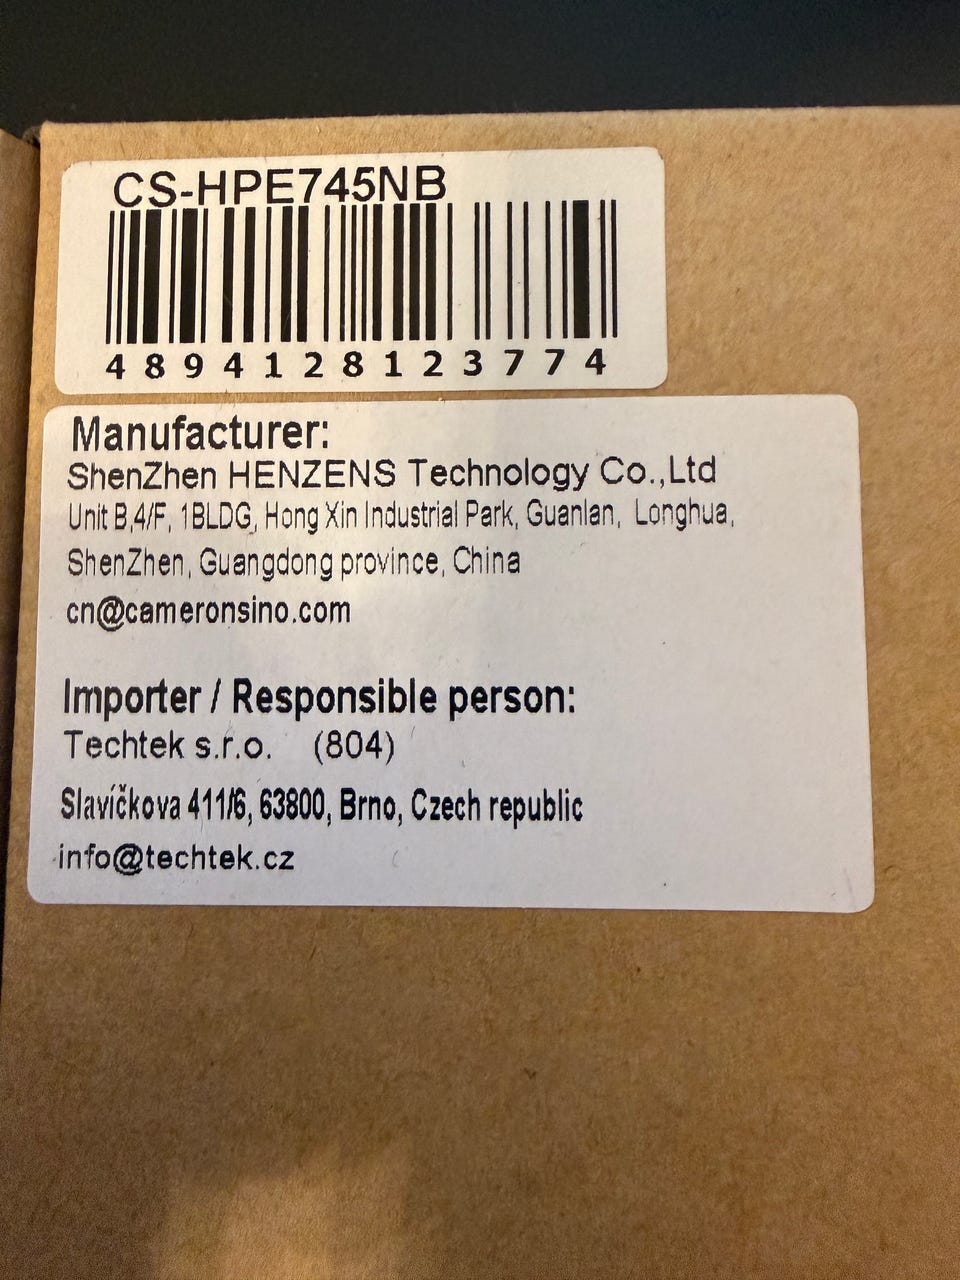 CS-HPE745NB
4894128123774
Manufacturer:
ShenZhen HENZENS Technology Co.,Ltd
Unit B,4/F, 1BLDG, Hong Xin Industrial Park, Guanlan, Longhua,
ShenZhen, Guangdong province, China
cn@cameronsino.com
Importer / Responsible person:
Techtek s.r.o. (804)
Slavíčkova 411/6, 63800, Brno, Czech republic
info@techtek.cz